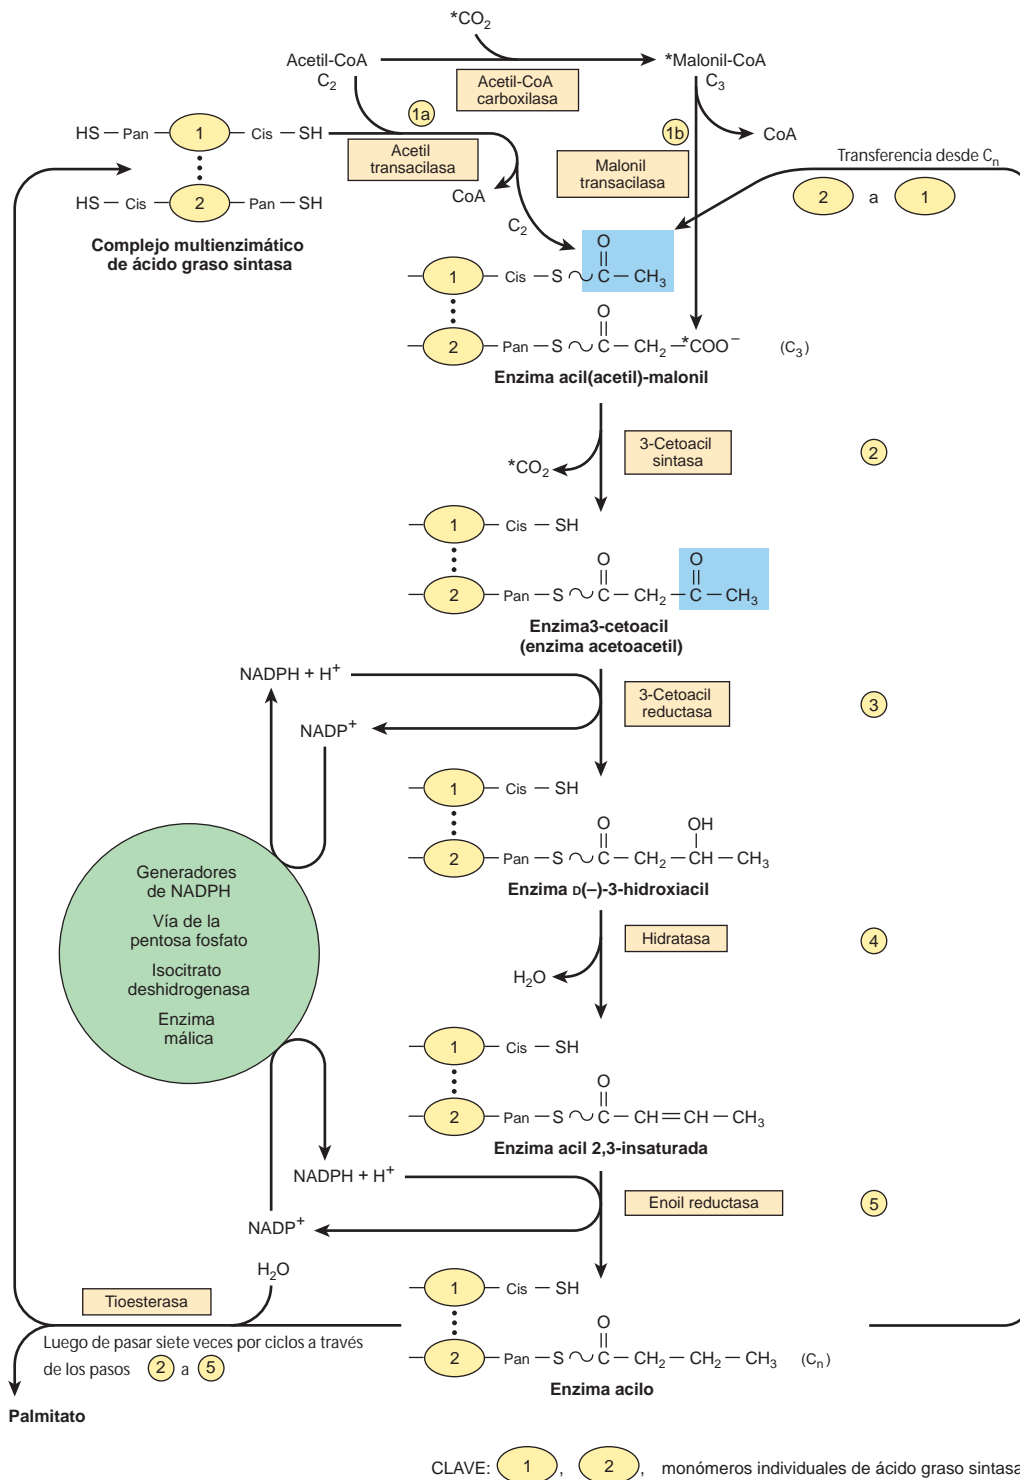 *CO2
Acetil-CoA
C2
Acetil-CoA
carboxilasa
*Malonil-CoA
C3
1a
HS — Pan — 1 — Cis — SH
Acetil
transacilasa
1b
CoA
Malonil
transacilasa
Transferencia desde Cn
2 a 1
HS — Cis — 2 — Pan — SH
CoA
C2
Complejo multienzimático
de ácido graso sintasa
O
1 — Cis — S ~ C — CH3
O
2 — Pan — S ~ C — CH2 — *COO− (C3)
Enzima acil(acetil)-malonil
3-Cetoacil
sintasa
2
*CO2
1 — Cis — SH
O O
2 — Pan — S ~ C — CH2 — C — CH3
Enzima3-cetoacil
(enzima acetoacetil)
NADPH + H+
3-Cetoacil
reductasa
3
NADP+
1 — Cis — SH
O OH
2 — Pan — S ~ C — CH2 — CH — CH3
Enzima D(–)-3-hidroxiacil
Generadores
de NADPH
Vía de la
pentosa fosfato
Isocitrato
deshidrogenasa
Enzima
málica
Hidratasa
4
H2O
1 — Cis — SH
O
2 — Pan — S ~ C — CH = CH — CH3
Enzima acil 2,3-insaturada
NADPH + H+
Enoil reductasa
5
NADP+
H2O
Tioesterasa
1 — Cis — SH
Luego de pasar siete veces por ciclos a través
de los pasos 2 a 5
O
2 — Pan — S ~ C — CH2 — CH2 — CH3 (Cn)
Enzima acilo
Palmitato
CLAVE: 1 , 2 , monómeros individuales de ácido graso sintasa